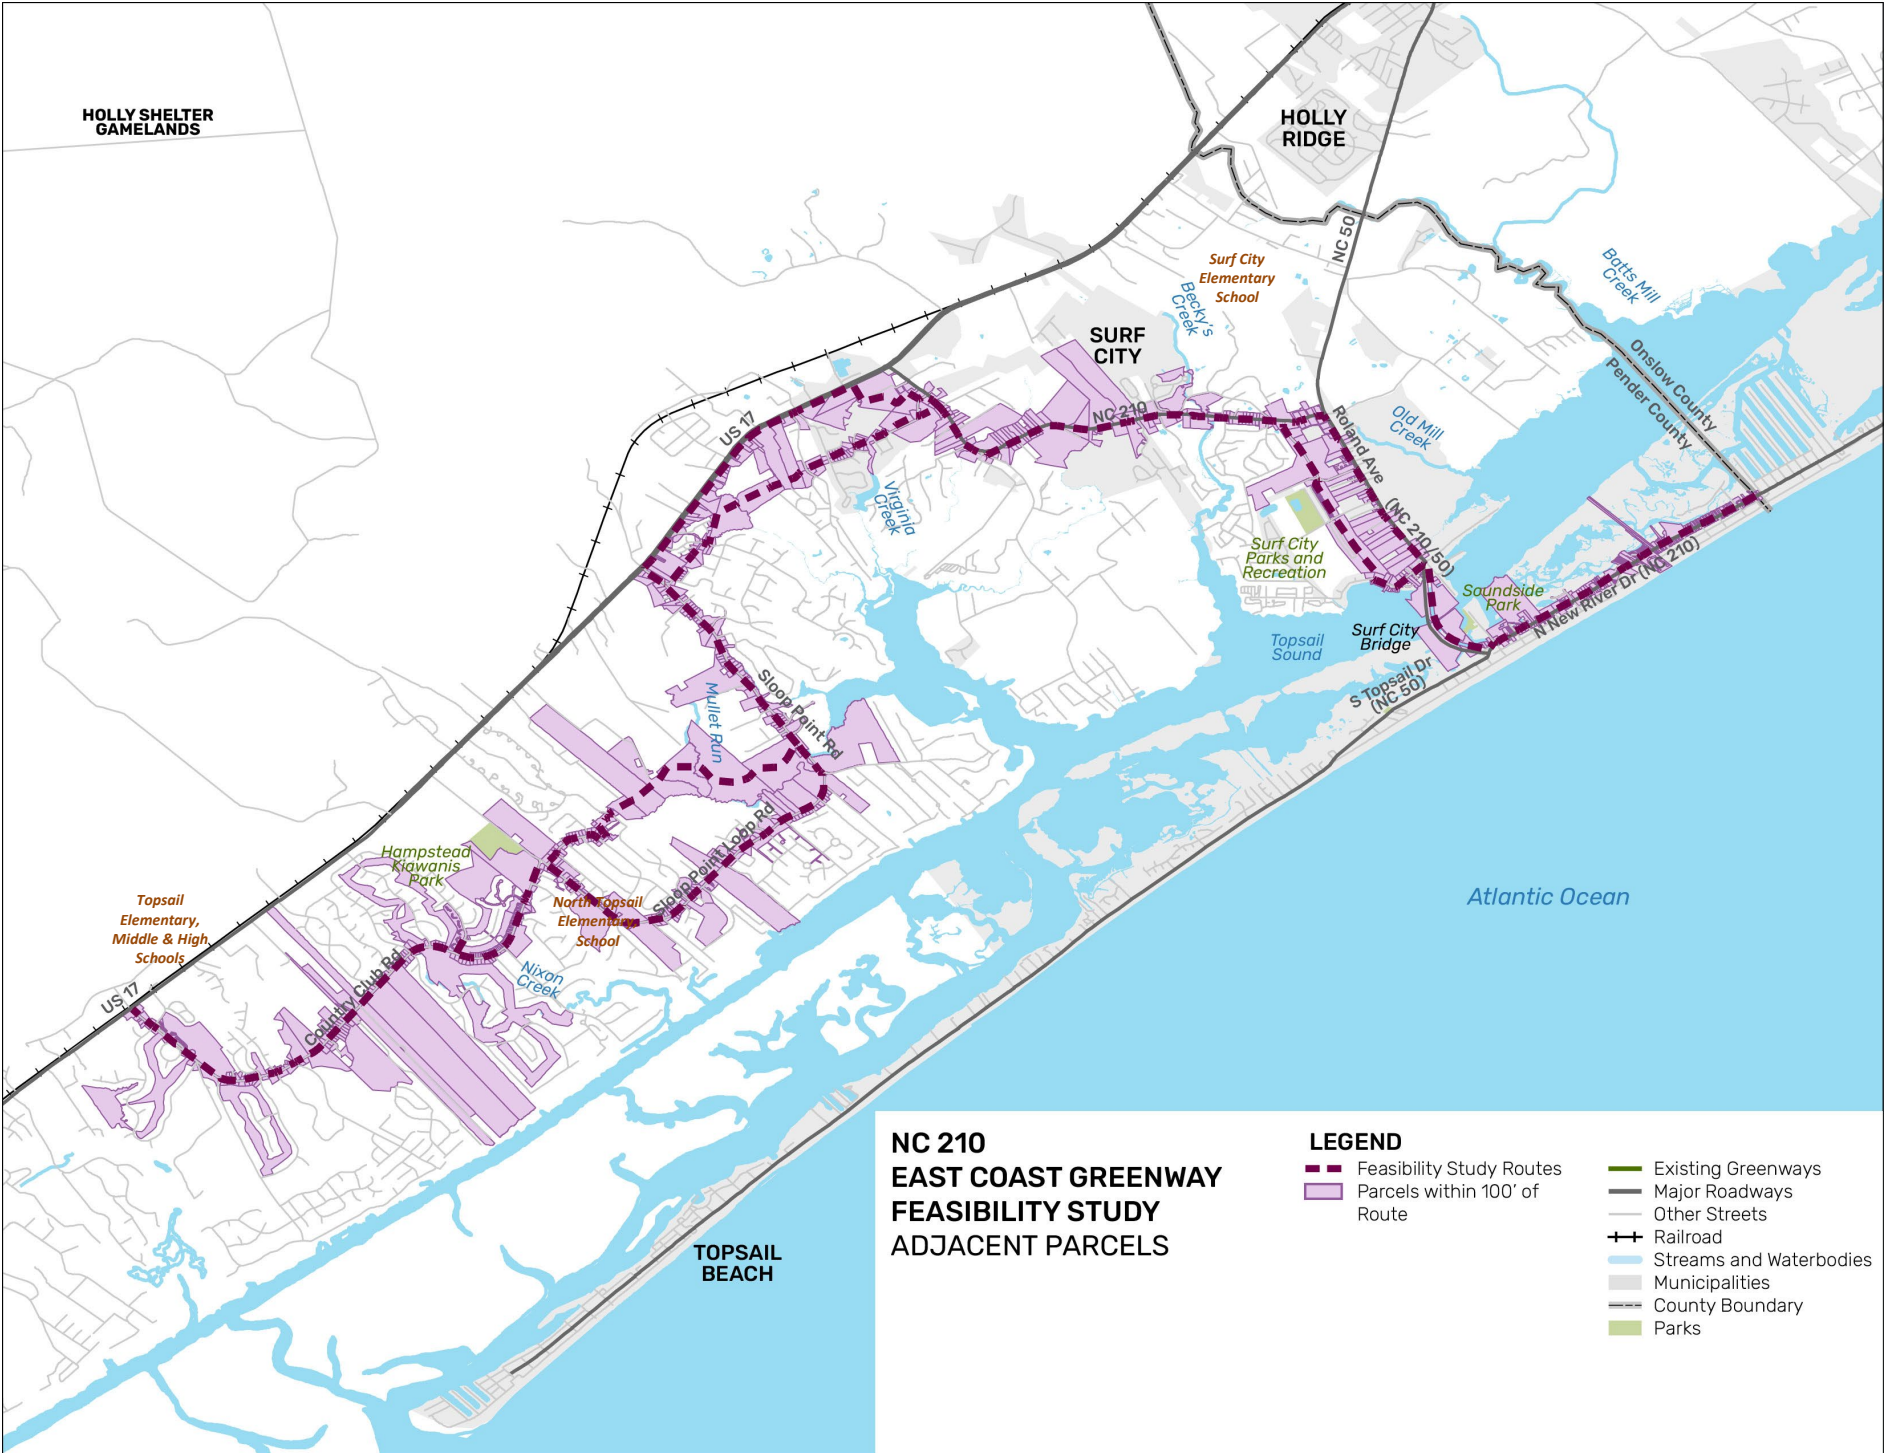 HOLLY SHELTER
GAMELANDS
HOLLY
RIDGE
NC 50
Surf City
Elementary
School
Becky's
Creek
Batts Mill
Creek
SURF
CITY
Onslow County
Pender County
US 17
NC 210
Roland Ave
(NC 210/50)
Old Mill
Creek
Virginia
Creek
Surf City
Parks and
Recreation
Soundside
Park
N New River Dr (NC 210)
Topsail
Sound
Surf City
Bridge
S Topsail Dr
(NC 50)
Sloop Point Rd
Mullet Run
Sloop Point Loop Rd
Hampstead
Kiawanis
Park
North Topsail
Elementary
School
Topsail
Elementary,
Middle & High
Schools
Atlantic Ocean
Country Club Rd
Nixon
Creek
US 17
TOPSAIL
BEACH
NC 210
EAST COAST GREENWAY
FEASIBILITY STUDY
ADJACENT PARCELS
LEGEND
Feasibility Study Routes
Parcels within 100' of
Route
Existing Greenways
Major Roadways
Other Streets
Railroad
Streams and Waterbodies
Municipalities
County Boundary
Parks